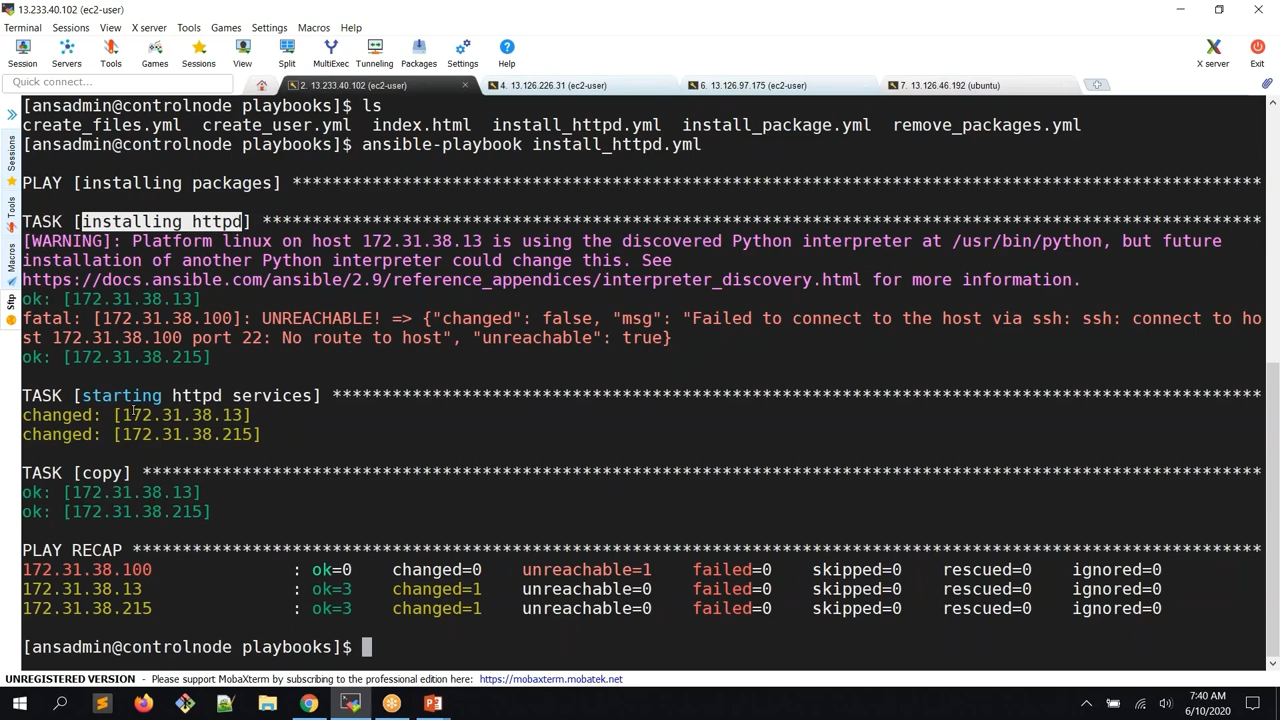 13.233.40.102 (ec2-user)
Terminal Sessions View X server Tools Games Settings Macros Help
Session Servers Tools Games Sessions View Split MultiExec Tunneling Packages Settings Help X server Exit
Quick connect...
2. 13.233.40.102 (ec2-user)
4. 13.126.226.31 (ec2-user)
6. 13.126.97.175 (ec2-user)
7. 13.126.46.192 (ubuntu)
Sessions
Tools
Macros
Sftp
[ansadmin@controlnode playbooks]$ ls
create_files.yml create_user.yml index.html install_httpd.yml install_package.yml remove_packages.yml
[ansadmin@controlnode playbooks]$ ansible-playbook install_httpd.yml
PLAY [installing packages] *************************************************************************************************
TASK [installing httpd] ****************************************************************************************************
[WARNING]: Platform linux on host 172.31.38.13 is using the discovered Python interpreter at /usr/bin/python, but future
installation of another Python interpreter could change this. See
https://docs.ansible.com/ansible/2.9/reference_appendices/interpreter_discovery.html for more information.
ok: [172.31.38.13]
fatal: [172.31.38.100]: UNREACHABLE! => {"changed": false, "msg": "Failed to connect to the host via ssh: ssh: connect to ho
st 172.31.38.100 port 22: No route to host", "unreachable": true}
ok: [172.31.38.215]
TASK [starting httpd services] *********************************************************************************************
changed: [172.31.38.13]
changed: [172.31.38.215]
TASK [copy] ****************************************************************************************************************
ok: [172.31.38.13]
ok: [172.31.38.215]
PLAY RECAP *****************************************************************************************************************
172.31.38.100 : ok=0 changed=0 unreachable=1 failed=0 skipped=0 rescued=0 ignored=0
172.31.38.13 : ok=3 changed=1 unreachable=0 failed=0 skipped=0 rescued=0 ignored=0
172.31.38.215 : ok=3 changed=1 unreachable=0 failed=0 skipped=0 rescued=0 ignored=0
[ansadmin@controlnode playbooks]$
UNREGISTERED VERSION - Please support MobaXterm by subscribing to the professional edition here: https://mobaxterm.mobatek.net
7:40 AM
6/10/2020